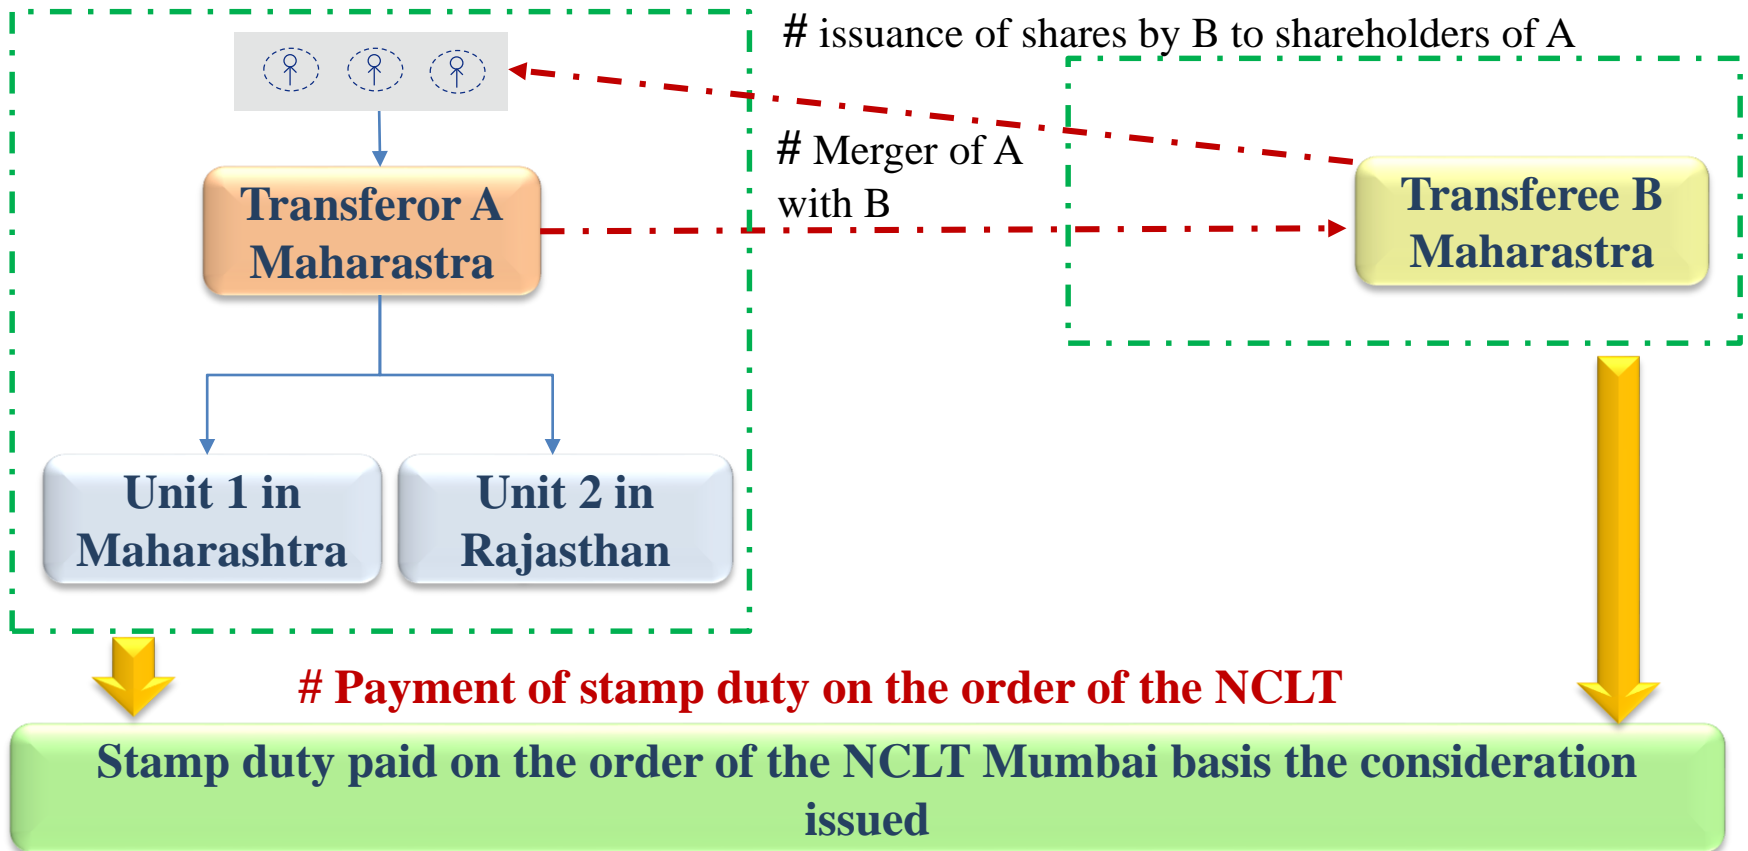 # issuance of shares by B to shareholders of A
# Merger of A
with B
Transferor A
Maharastra
Transferee B
Maharastra
Unit 1 in
Maharashtra
Unit 2 in
Rajasthan
# Payment of stamp duty on the order of the NCLT
Stamp duty paid on the order of the NCLT Mumbai basis the consideration
issued